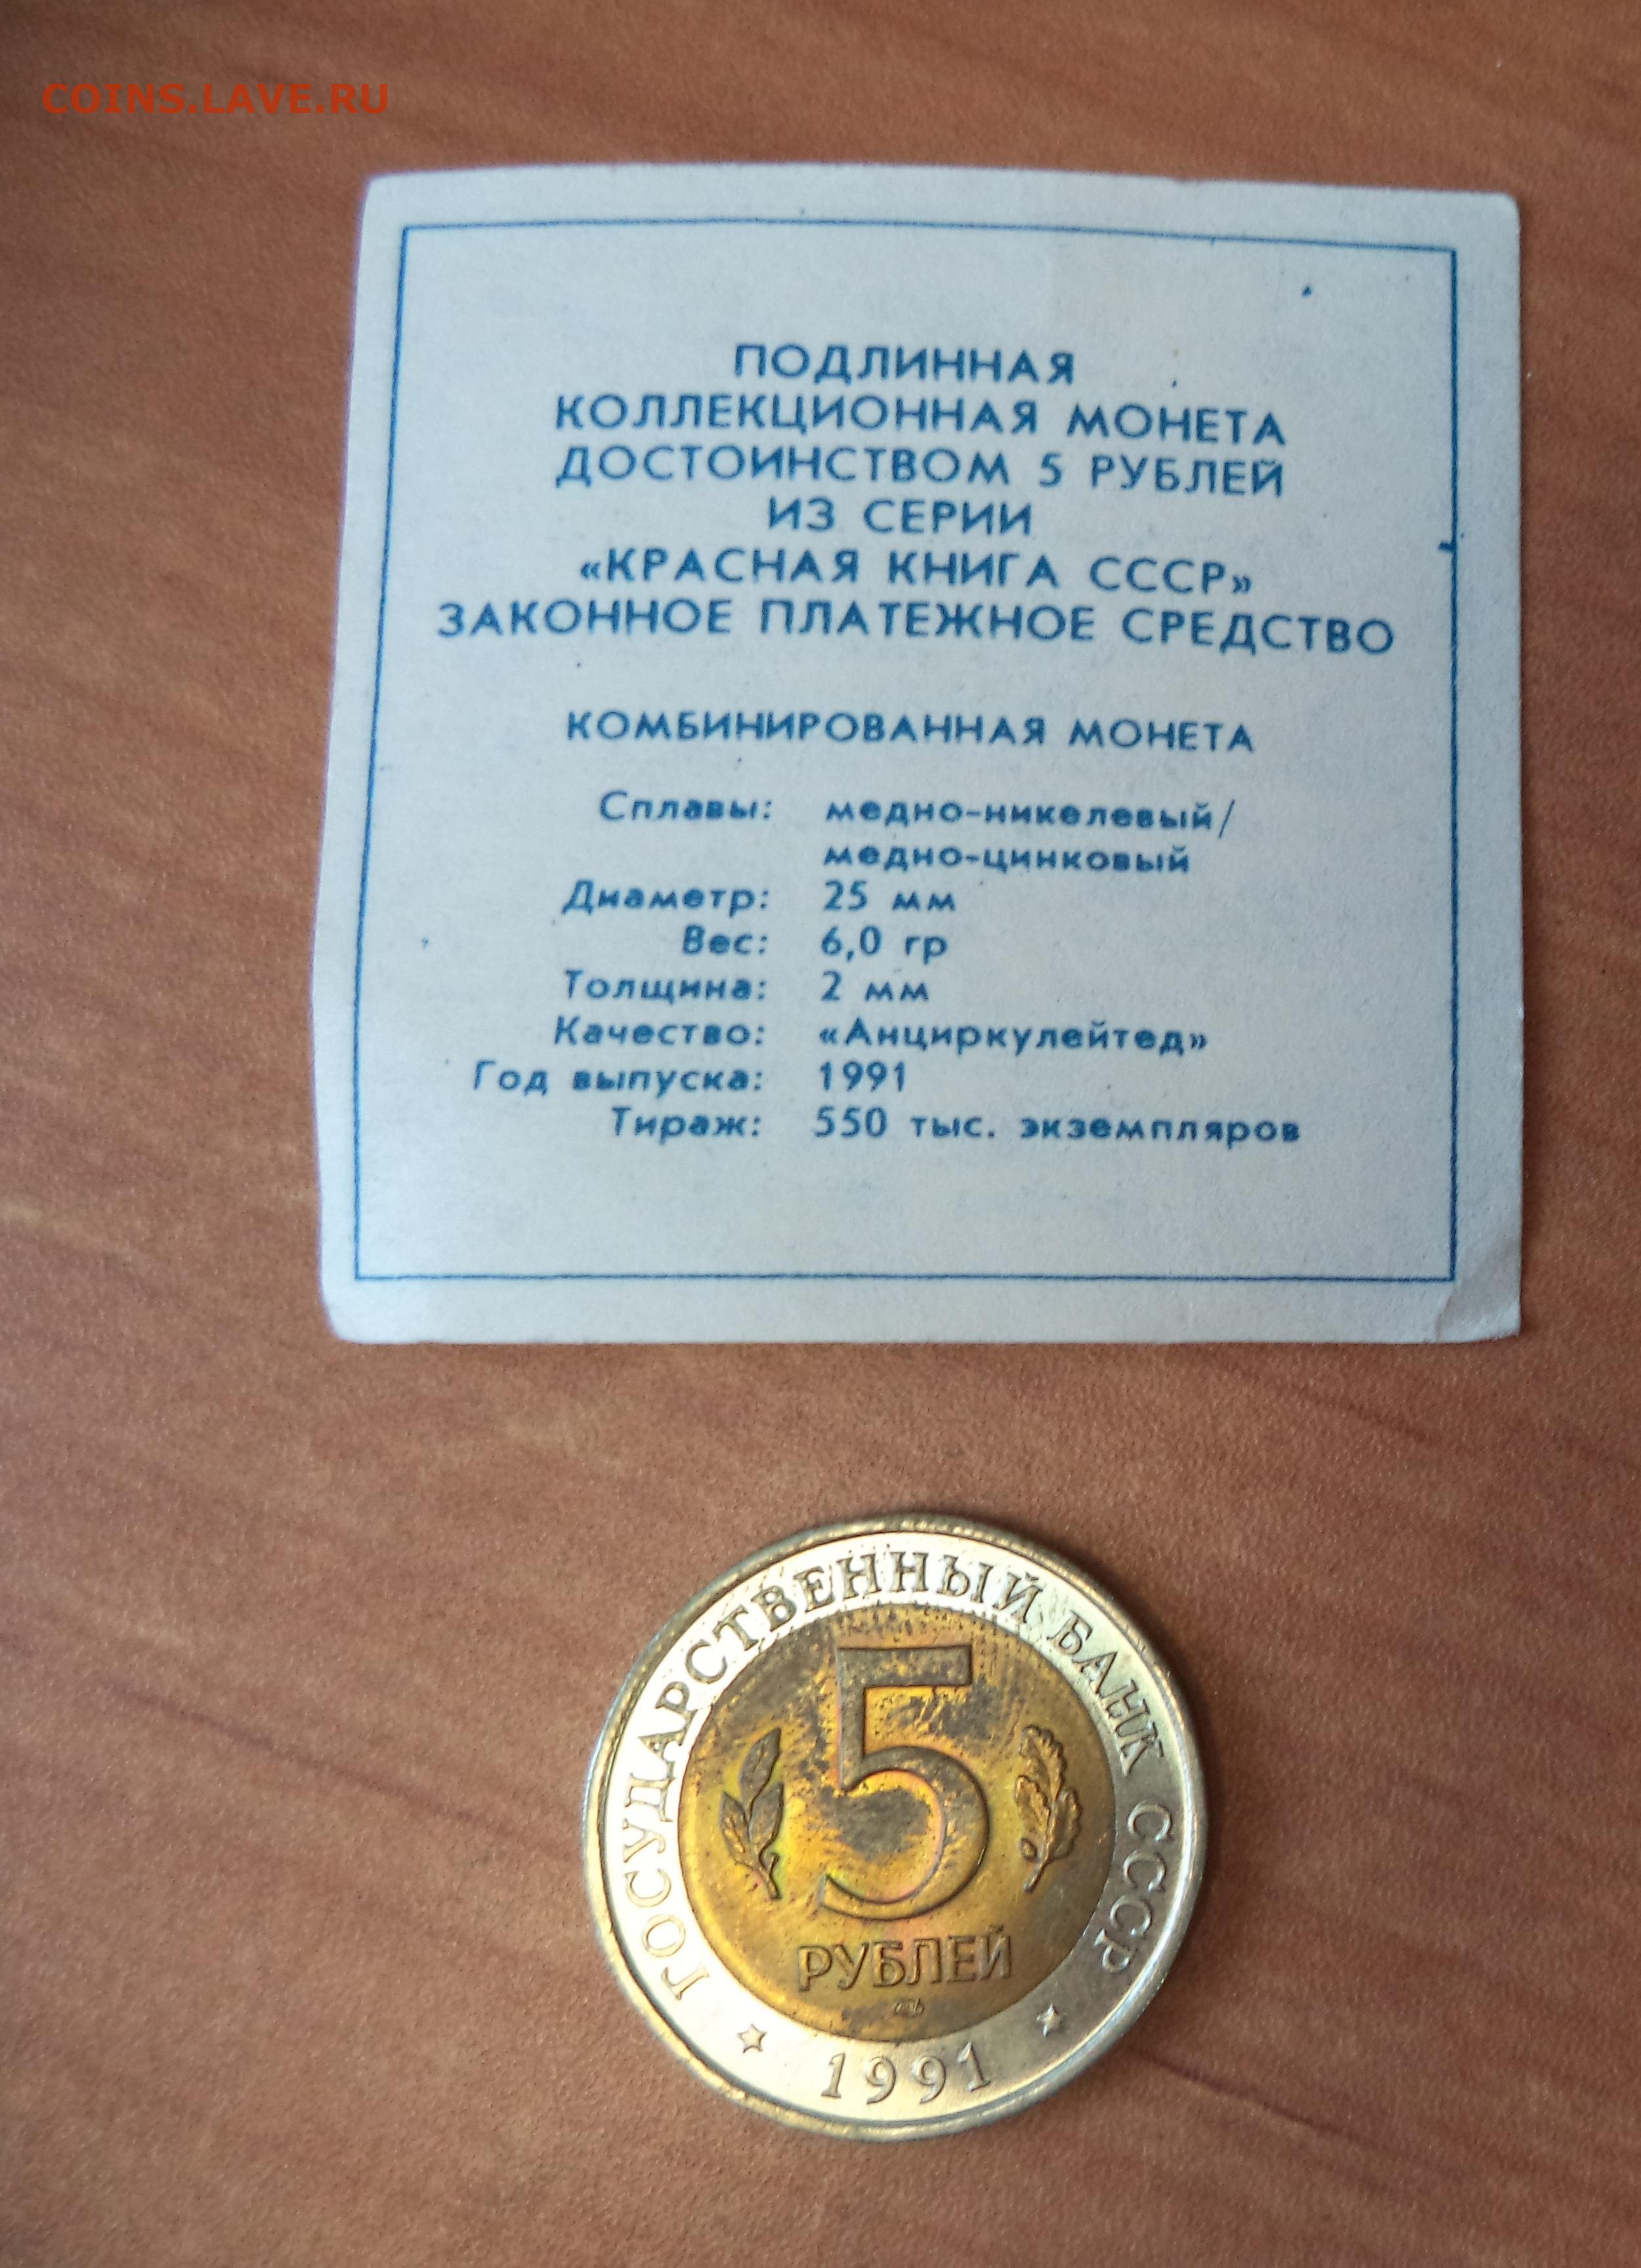 COINS.LAVE.RU
ПОДЛИННАЯ
КОЛЛЕКЦИОННАЯ МОНЕТА
ДОСТОИНСТВОМ 5 РУБЛЕЙ
ИЗ СЕРИИ
«КРАСНАЯ КНИГА СССР»
ЗАКОННОЕ ПЛАТЕЖНОЕ СРЕДСТВО
КОМБИНИРОВАННАЯ МОНЕТА
Сплавы: медно-никелевый/
медно-цинковый
Диаметр: 25 мм
Вес: 6,0 гр
Толщина: 2 мм
Качество: «Анциркулейтед»
Год выпуска: 1991
Тираж: 550 тыс. экземпляров
ГОСУДАРСТВЕННЫЙ БАНК СССР
5
РУБЛЕЙ
1991